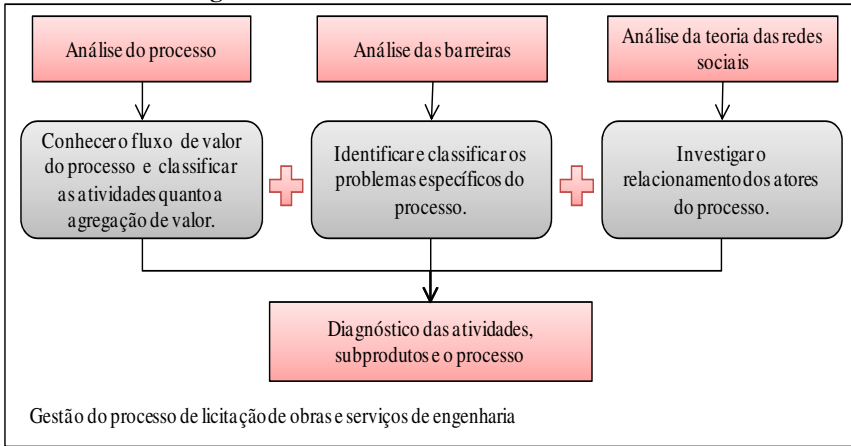 Análise do processo
Análise das barreiras
Análise da teoria das redes
sociais
Conhecer o fluxo de valor
do processo e classificar
as atividades quanto a
agregação de valor.
Identificar e classificar os
problemas específicos do
processo.
Investigar o
relacionamento dos atores
do processo.
Diagnóstico das atividades,
subprodutos e o processo
Gestão do processo de licitação de obras e serviços de engenharia